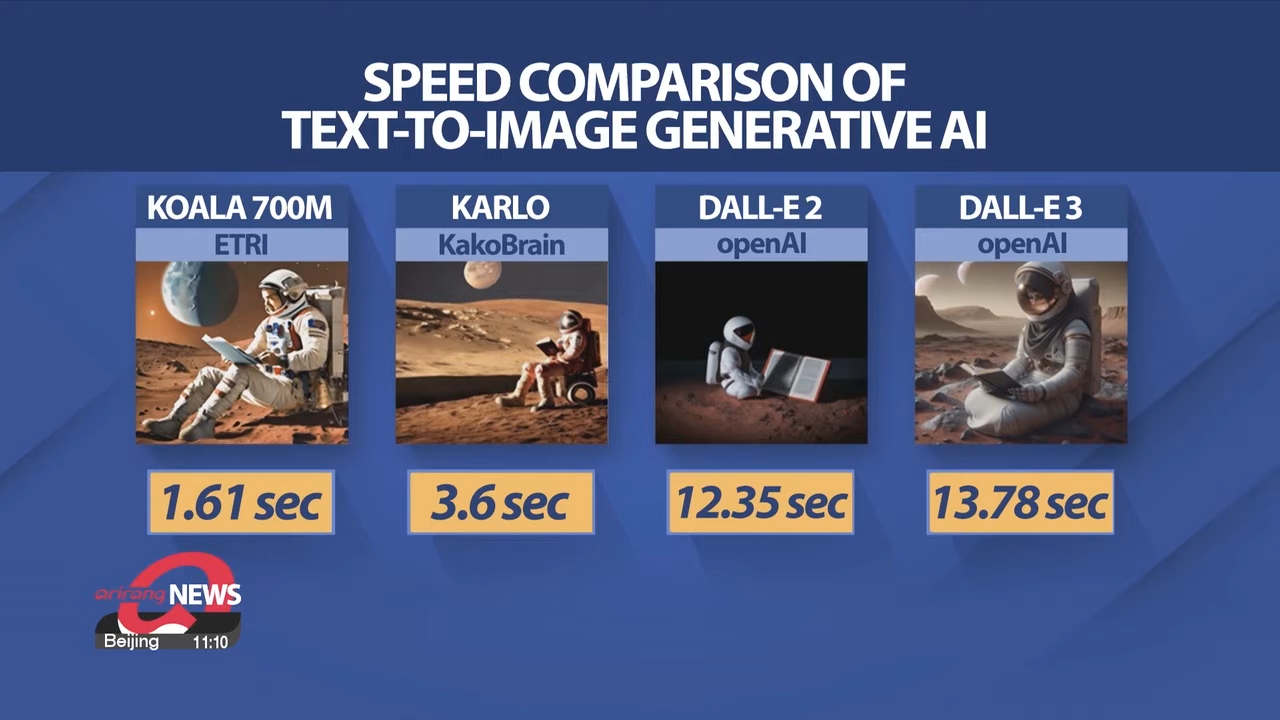 SPEED COMPARISON OF
TEXT-TO-IMAGE GENERATIVE AI
KOALA 700M
ETRI
1.61 sec
KARLO
KakoBrain
3.6 sec
DALL-E 2
openAI
12.35 sec
DALL-E 3
openAI
13.78 sec
arirang NEWS
Beijing 11:10